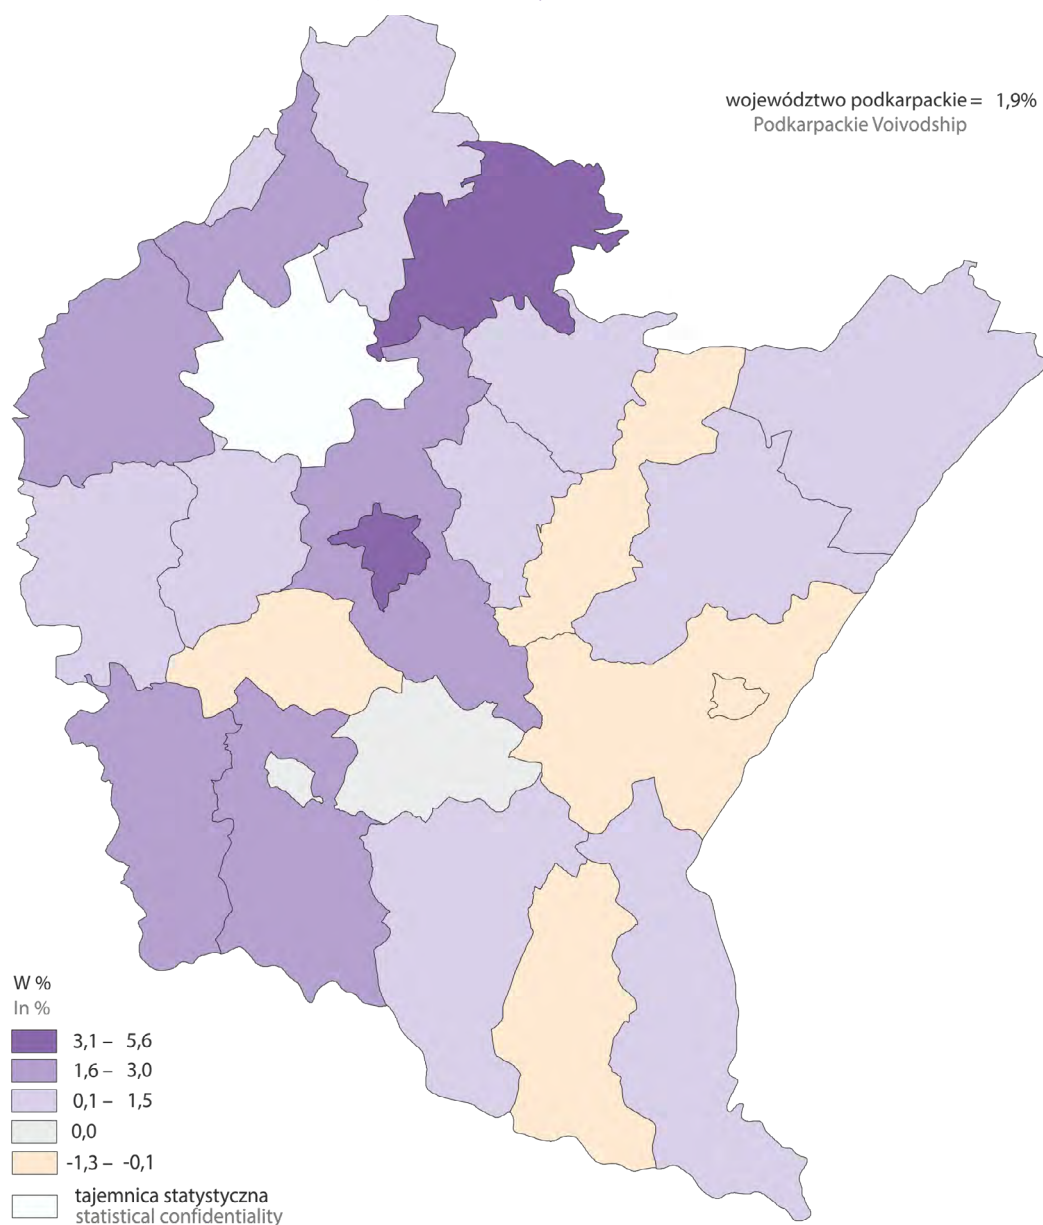 województwo podkarpackie = 1,9%
Podkarpackie Voivodship
W %
In %
3,1 – 5,6
1,6 – 3,0
0,1 – 1,5
0,0
-1,3 – -0,1
tajemnica statystyczna
statistical confidentiality